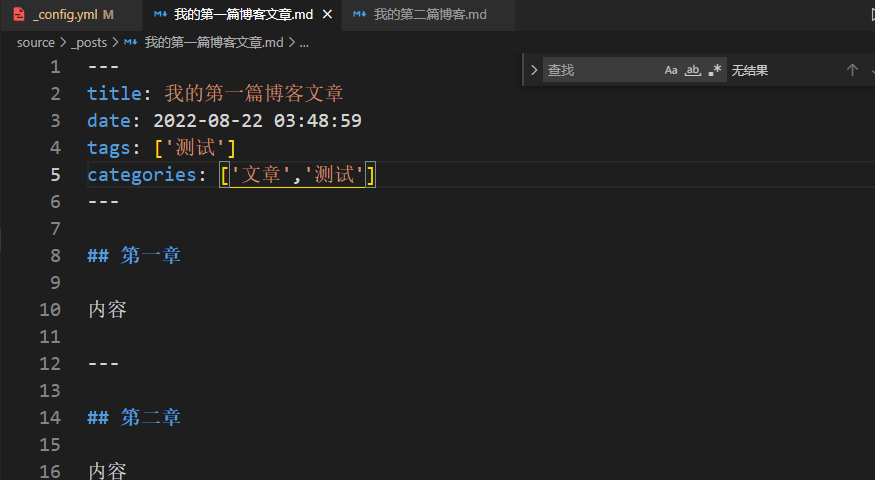 _config.yml M 我的第一篇博客文章.md 我的第二篇博客.md
source > _posts > 我的第一篇博客文章.md > ...
查找 Aa ab .* 无结果
1 ---
2 title: 我的第一篇博客文章
3 date: 2022-08-22 03:48:59
4 tags: ['测试']
5 categories: ['文章','测试']
6 ---
7
8 ## 第一章
9
10 内容
11
12 ---
13
14 ## 第二章
15
16 内容